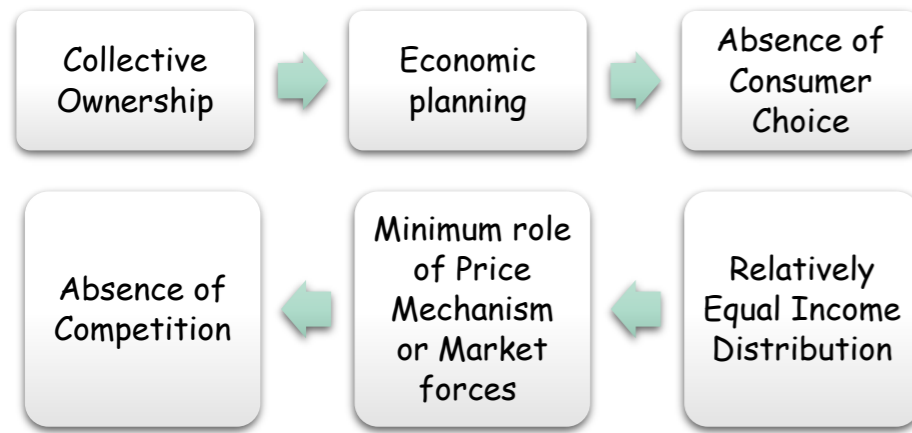 Collective
Ownership
Economic
planning
Absence of
Consumer
Choice
Relatively
Equal Income
Distribution
Minimum role
of Price
Mechanism
or Market
forces
Absence of
Competition